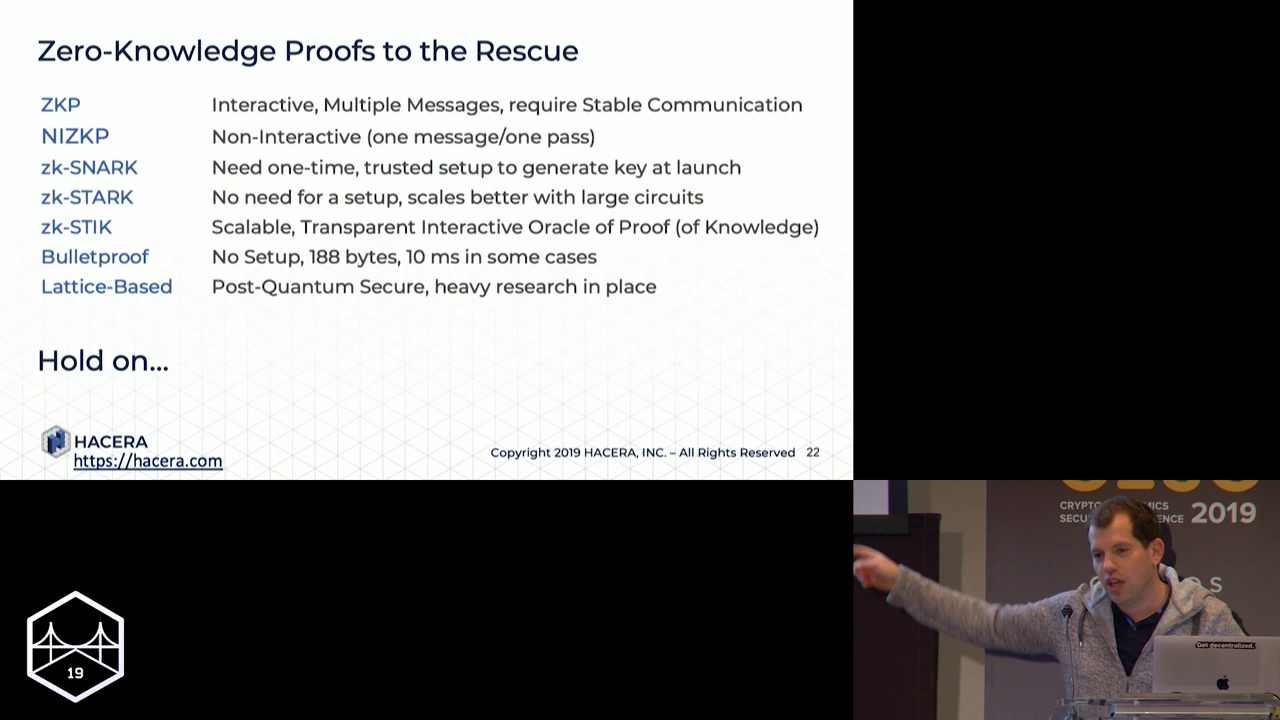 Zero-Knowledge Proofs to the Rescue
ZKP Interactive, Multiple Messages, require Stable Communication
NIZKP Non-Interactive (one message/one pass)
zk-SNARK Need one-time, trusted setup to generate key at launch
zk-STARK No need for a setup, scales better with large circuits
zk-STIK Scalable, Transparent Interactive Oracle of Proof (of Knowledge)
Bulletproof No Setup, 188 bytes, 10 ms in some cases
Lattice-Based Post-Quantum Secure, heavy research in place
Hold on...
HACERA
https://hacera.com
Copyright 2019 HACERA, INC. – All Rights Reserved 22
2019
Get decentralized.
19